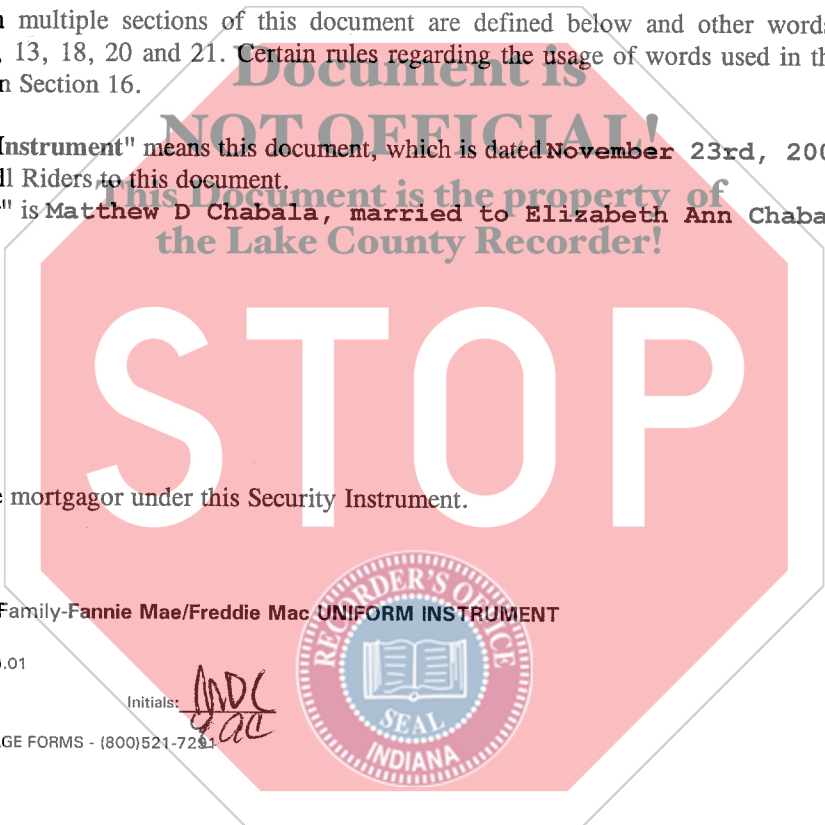 multiple sections of this document are defined below and other words
, 13, 18, 20 and 21. Certain rules regarding the usage of words used in th
n Section 16.
Document is
NOT OFFICIAL!
Instrument" means this document, which is dated November 23rd, 200
ll Riders to this document.
This Document is the property of
" is Matthew D Chabala, married to Elizabeth Ann Chaba
the Lake County Recorder!
STOP
mortgagor under this Security Instrument.
Family-Fannie Mae/Freddie Mac UNIFORM INSTRUMENT
.01
Initials: MDC
eac
GE FORMS - (800)521-7291
RECORDER'S OFFICE
SEAL
INDIANA